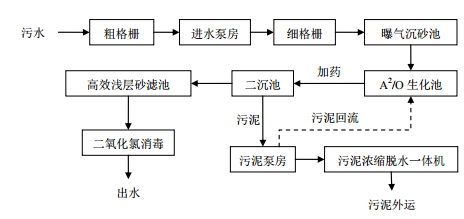 污水
粗格栅
进水泵房
细格栅
曝气沉砂池
高效浅层砂滤池
二沉池
加药
A²/O 生化池
污泥
污泥回流
二氧化氯消毒
污泥泵房
污泥浓缩脱水一体机
出水
污泥外运